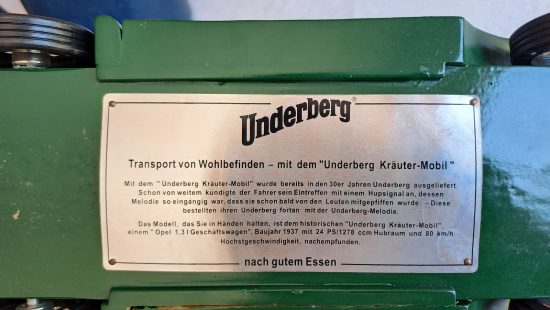 Underberg®
Transport von Wohlbefinden – mit dem "Underberg Kräuter-Mobil"
Mit dem "Underberg Kräuter-Mobil" wurde bereits in den 30er Jahren Underberg ausgeliefert.
Schon von weitem kündigte der Fahrer sein Eintreffen mit einem Hupsignal an, dessen
Melodie so eingängig war, dass sie schon bald von den Leuten mitgepfiffen wurde. – Diese
bestellten ihren Underberg fortan mit der Underberg-Melodie.
Das Modell, das Sie in Händen halten, ist dem historischen "Underberg Kräuter-Mobil",
einem "Opel 1,3 l Geschäftswagen", Baujahr 1937 mit 24 PS/1278 ccm Hubraum und 80 km/h
Höchstgeschwindigkeit, nachempfunden.
nach gutem Essen